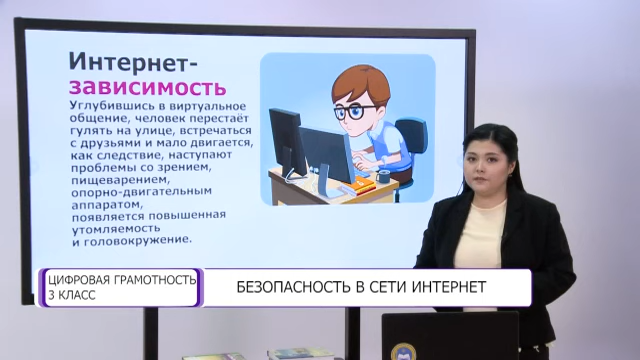 Интернет-
зависимость
Углубившись в виртуальное
общение, человек перестаёт
гулять на улице, встречаться
с друзьями и мало двигается,
как следствие, наступают
проблемы со зрением,
пищеварением,
опорно-двигательным
аппаратом,
появляется повышенная
утомляемость
и головокружение.
ЦИФРОВАЯ ГРАМОТНОСТЬ
3 КЛАСС
БЕЗОПАСНОСТЬ В СЕТИ ИНТЕРНЕТ